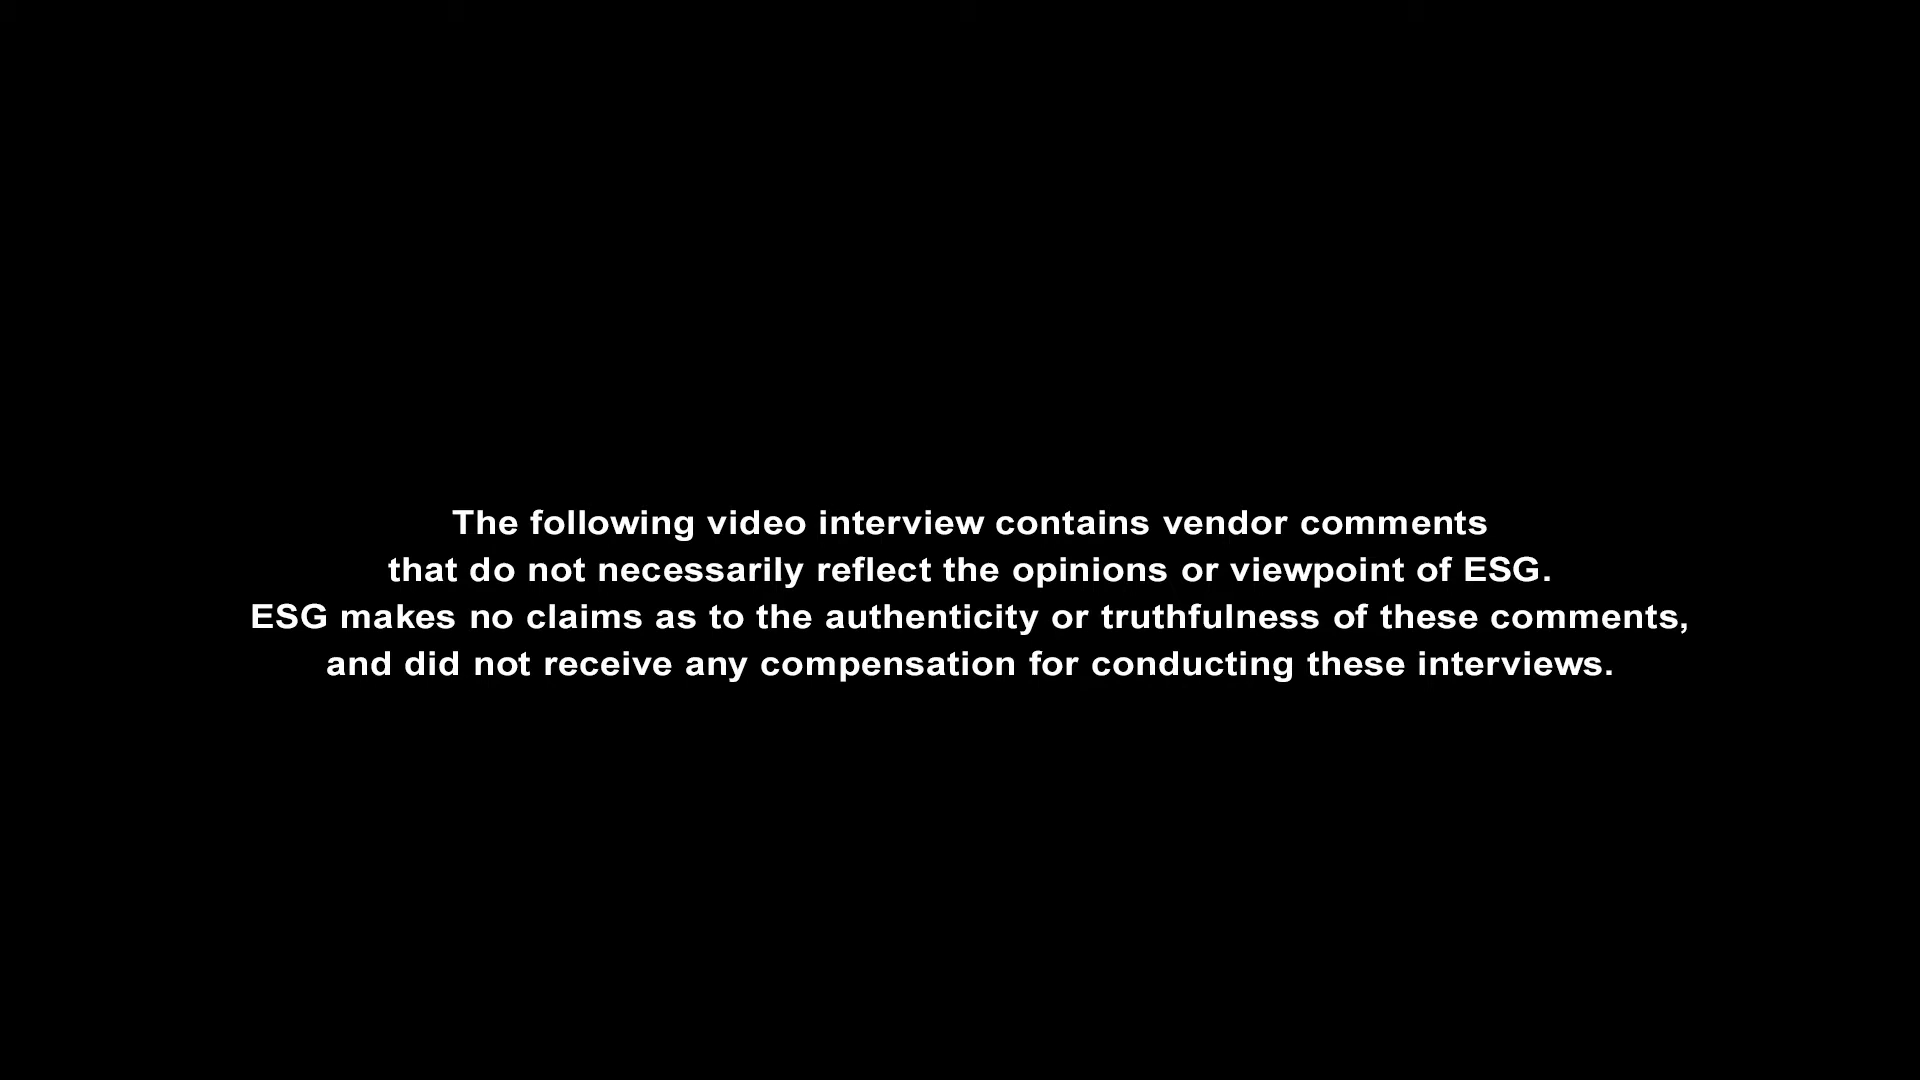 The following video interview contains vendor comments
that do not necessarily reflect the opinions or viewpoint of ESG.
ESG makes no claims as to the authenticity or truthfulness of these comments,
and did not receive any compensation for conducting these interviews.